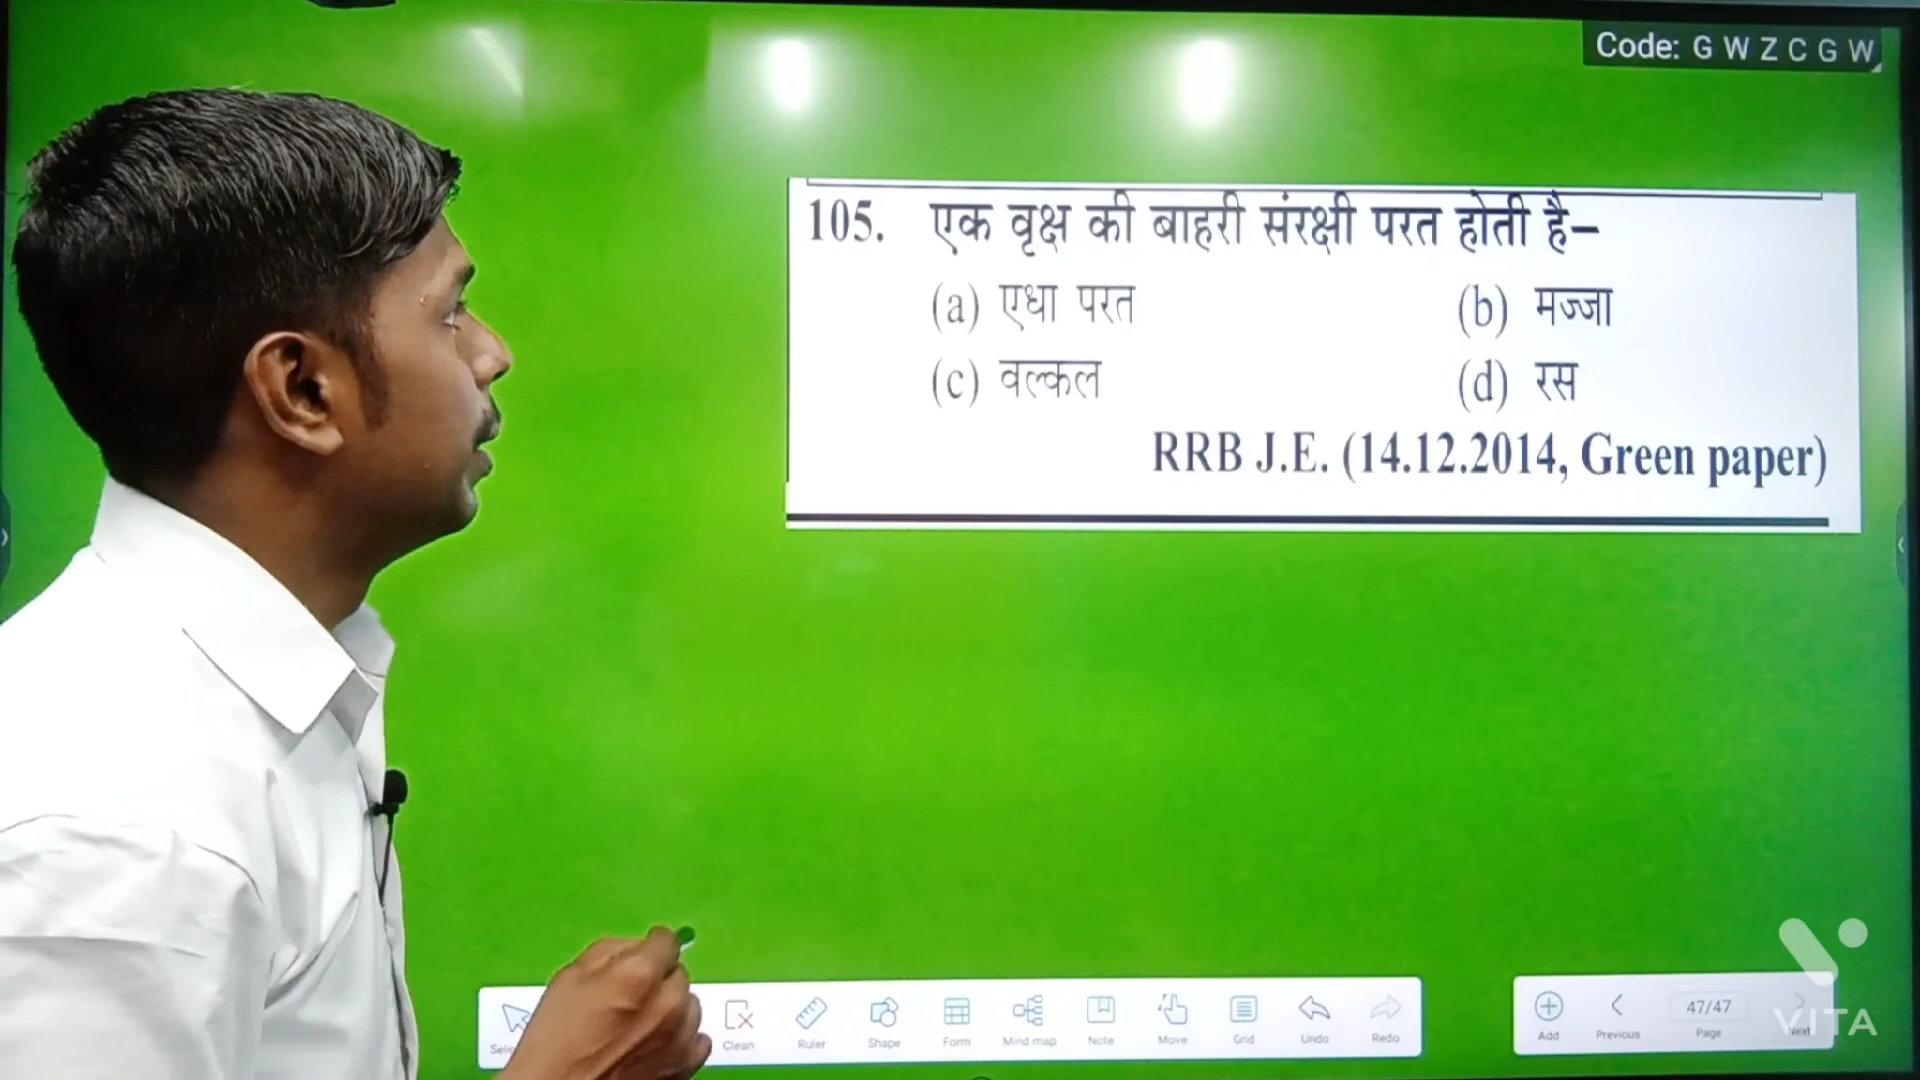 Code: G W Z C G W
105. एक वृक्ष की बाहरी संरक्षी परत होती है–
(a) एधा परत (b) मज्जा
(c) वल्कल (d) रस
RRB J.E. (14.12.2014, Green paper)
Clean Ruler Shape Form Mind map Note Move Grid Undo Redo
Add Previous 47/47 Page Next
VITA